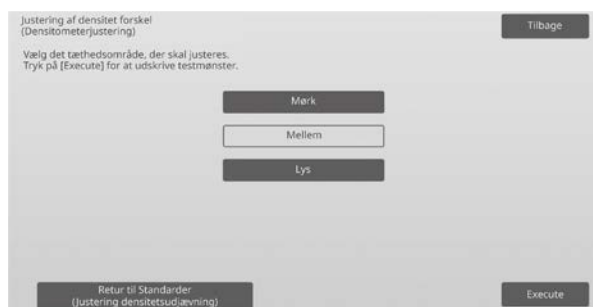 Justering af densitet forskel
(Densitometerjustering)
Tilbage
Vælg det tæthedsområde, der skal justeres.
Tryk på [Execute] for at udskrive testmønster.
Mørk
Mellem
Lys
Retur til Standarder
(Justering densitetsudjævning)
Execute